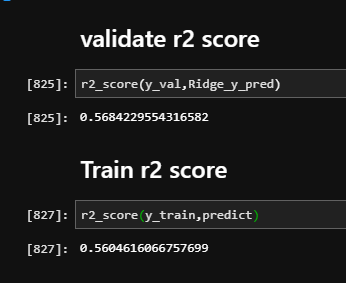 validate r2 score
[825]: r2_score(y_val,Ridge_y_pred)
[825]: 0.5684229554316582
Train r2 score
[827]: r2_score(y_train,predict)
[827]: 0.5604616066757699